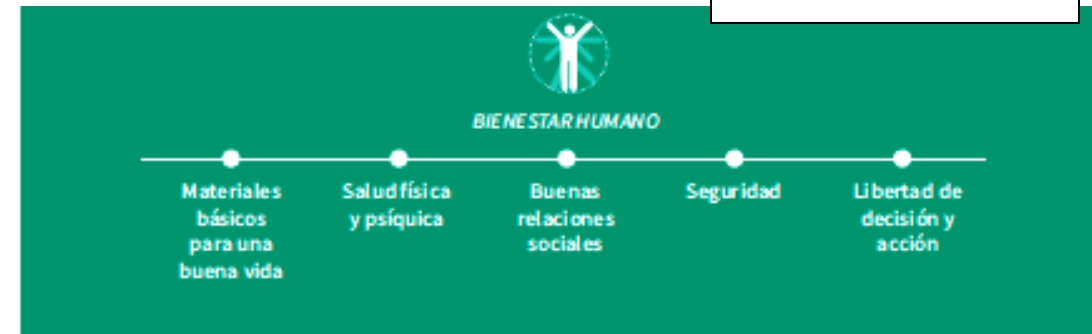 BIENESTAR HUMANO
Materiales
básicos
para una
buena vida
Salud física
y psíquica
Buenas
relaciones
sociales
Seguridad
Libertad de
decisión y
acción